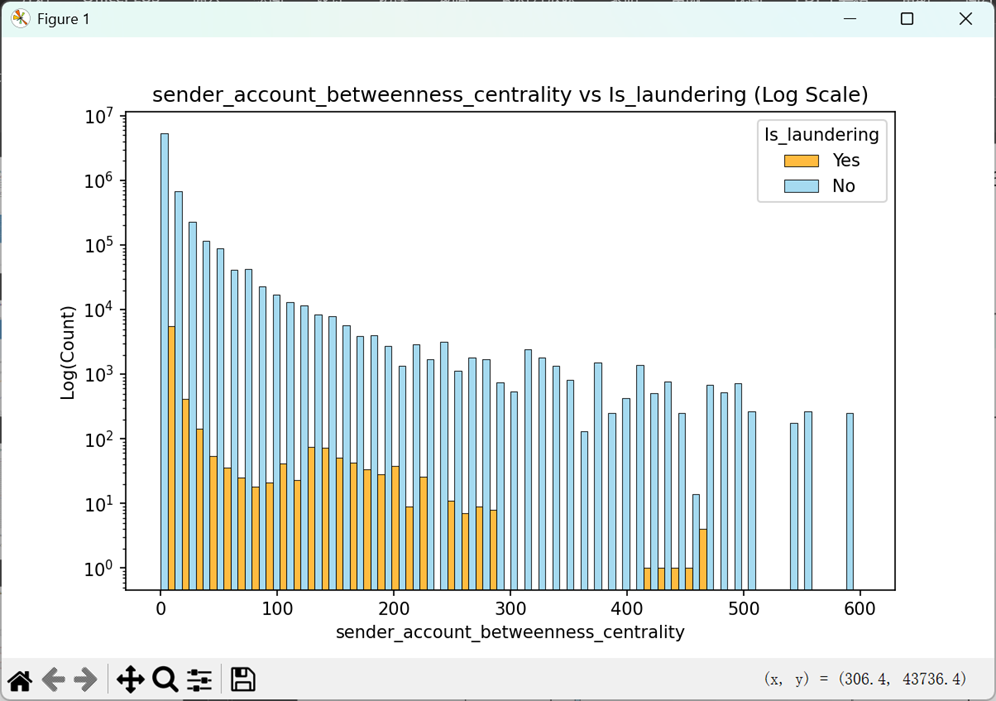 Figure 1
sender_account_betweenness_centrality vs Is_laundering (Log Scale)
Is_laundering
Yes
No
Log(Count)
10^7
10^6
10^5
10^4
10^3
10^2
10^1
10^0
0 100 200 300 400 500 600
sender_account_betweenness_centrality
(x, y) = (306.4, 43736.4)